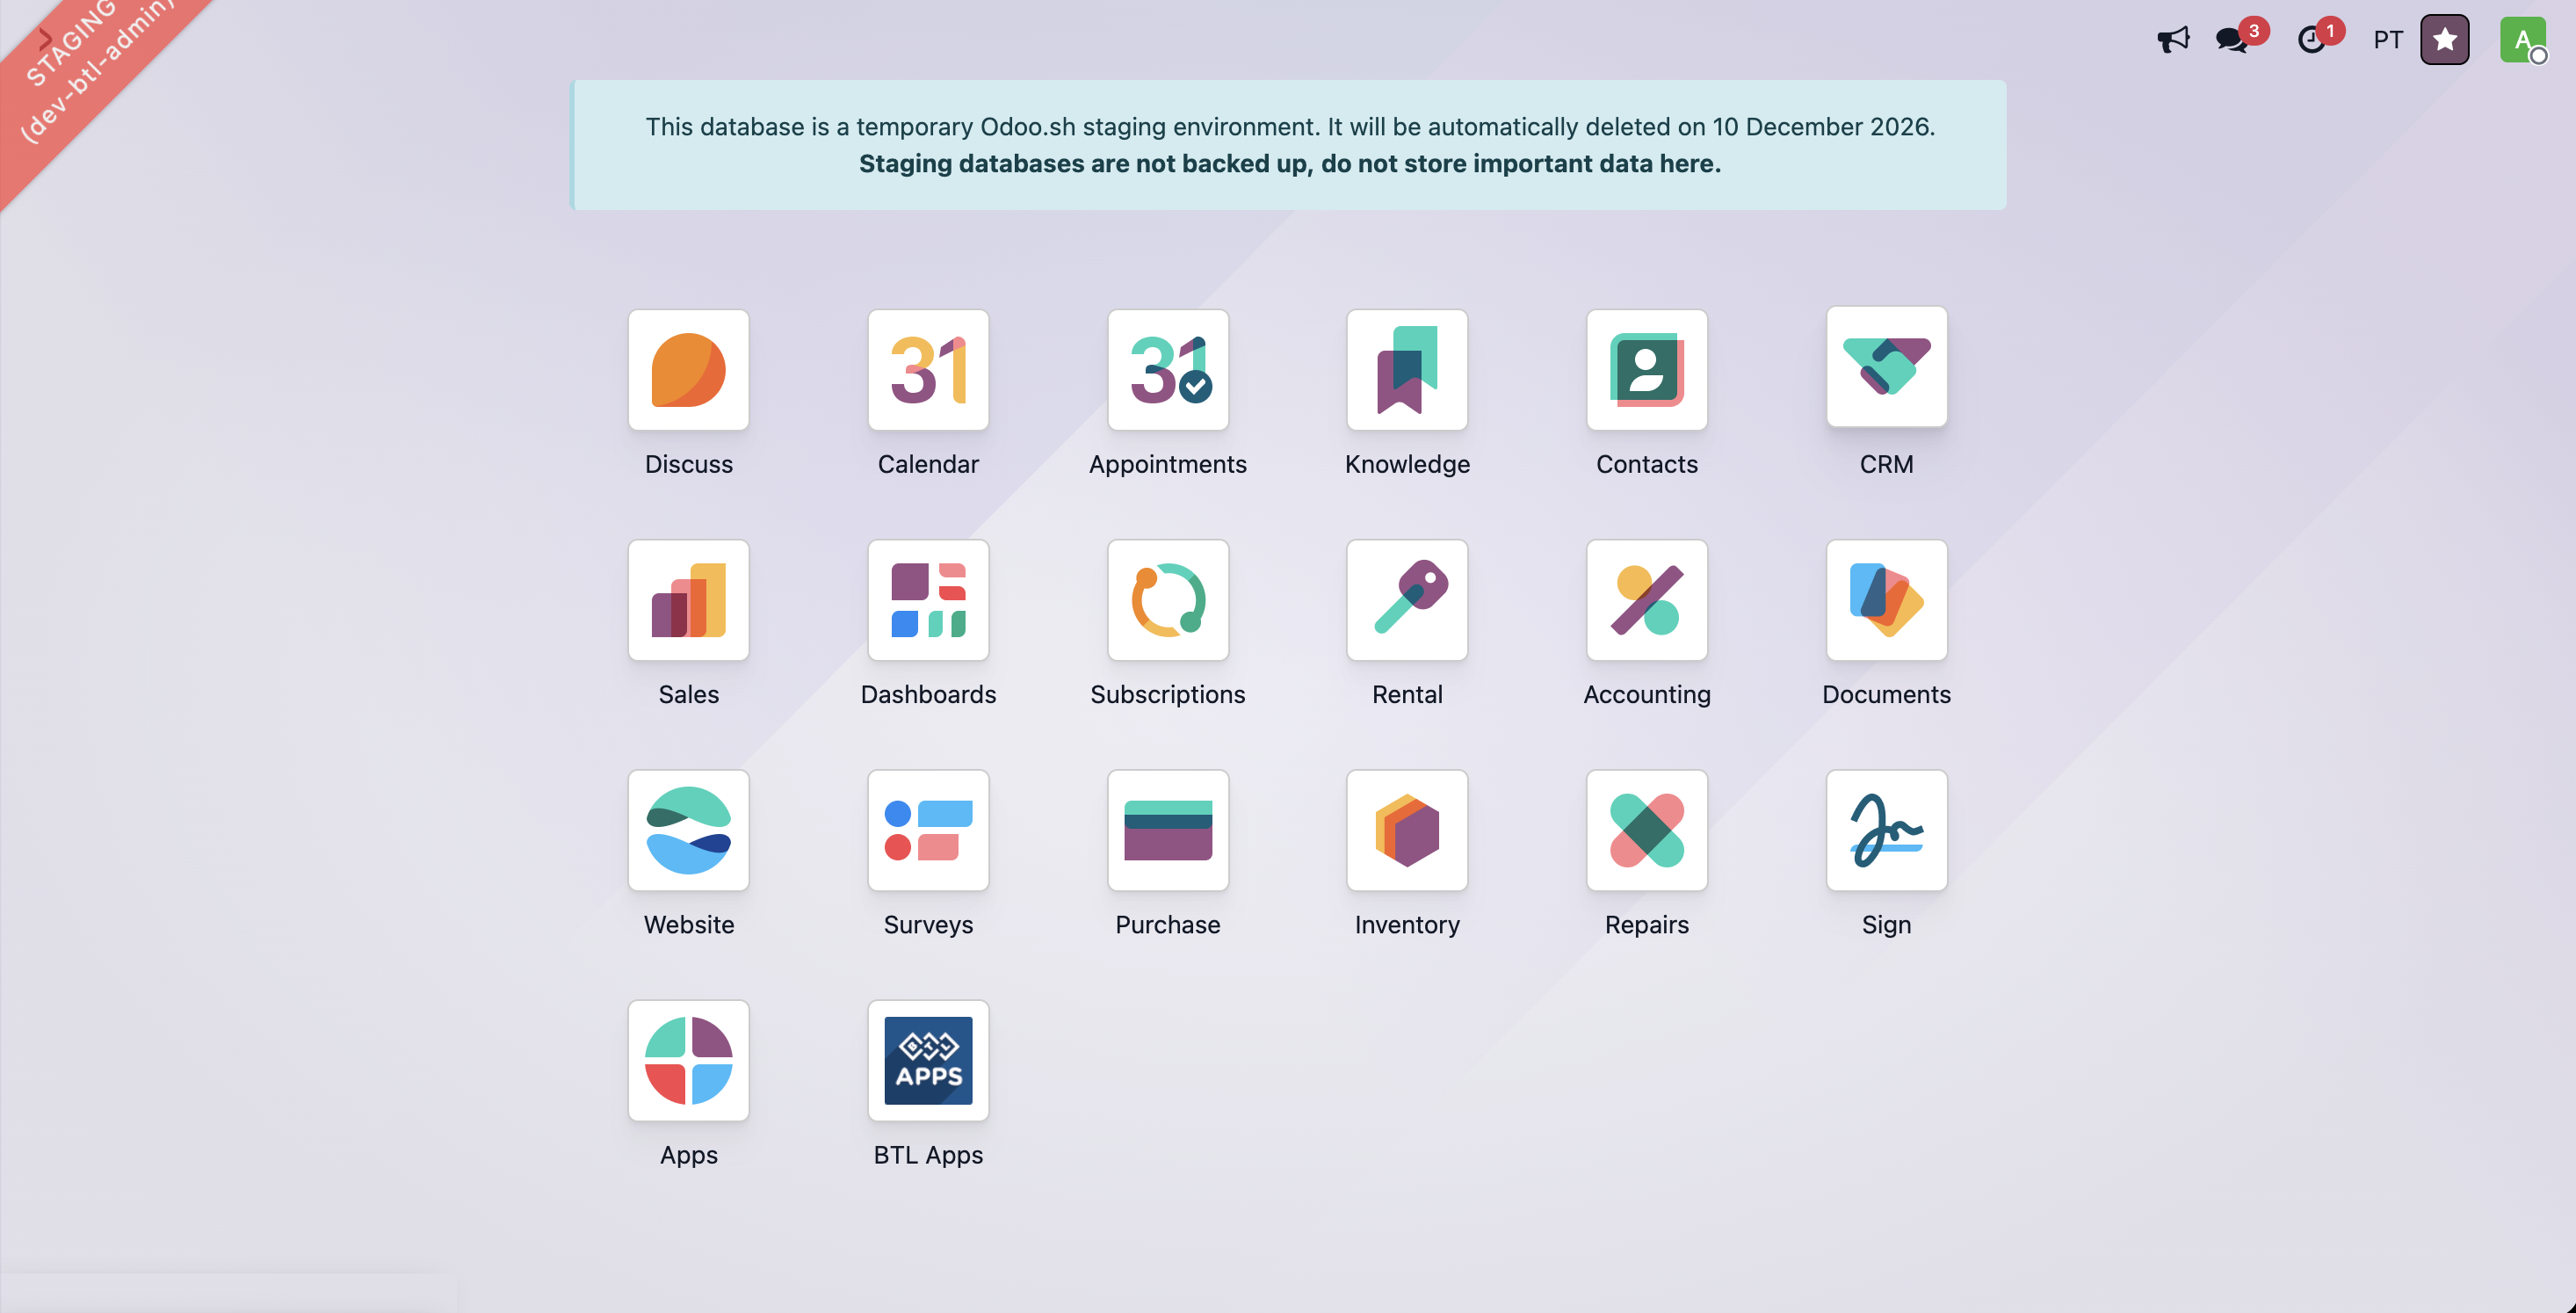 STAGING
(dev-btl-admin)
3
1
PT
A
This database is a temporary Odoo.sh staging environment. It will be automatically deleted on 10 December 2026.
Staging databases are not backed up, do not store important data here.
31
31
Discuss
Calendar
Appointments
Knowledge
Contacts
CRM
Sales
Dashboards
Subscriptions
Rental
Accounting
Documents
Website
Surveys
Purchase
Inventory
Repairs
Sign
BTL
APPS
Apps
BTL Apps